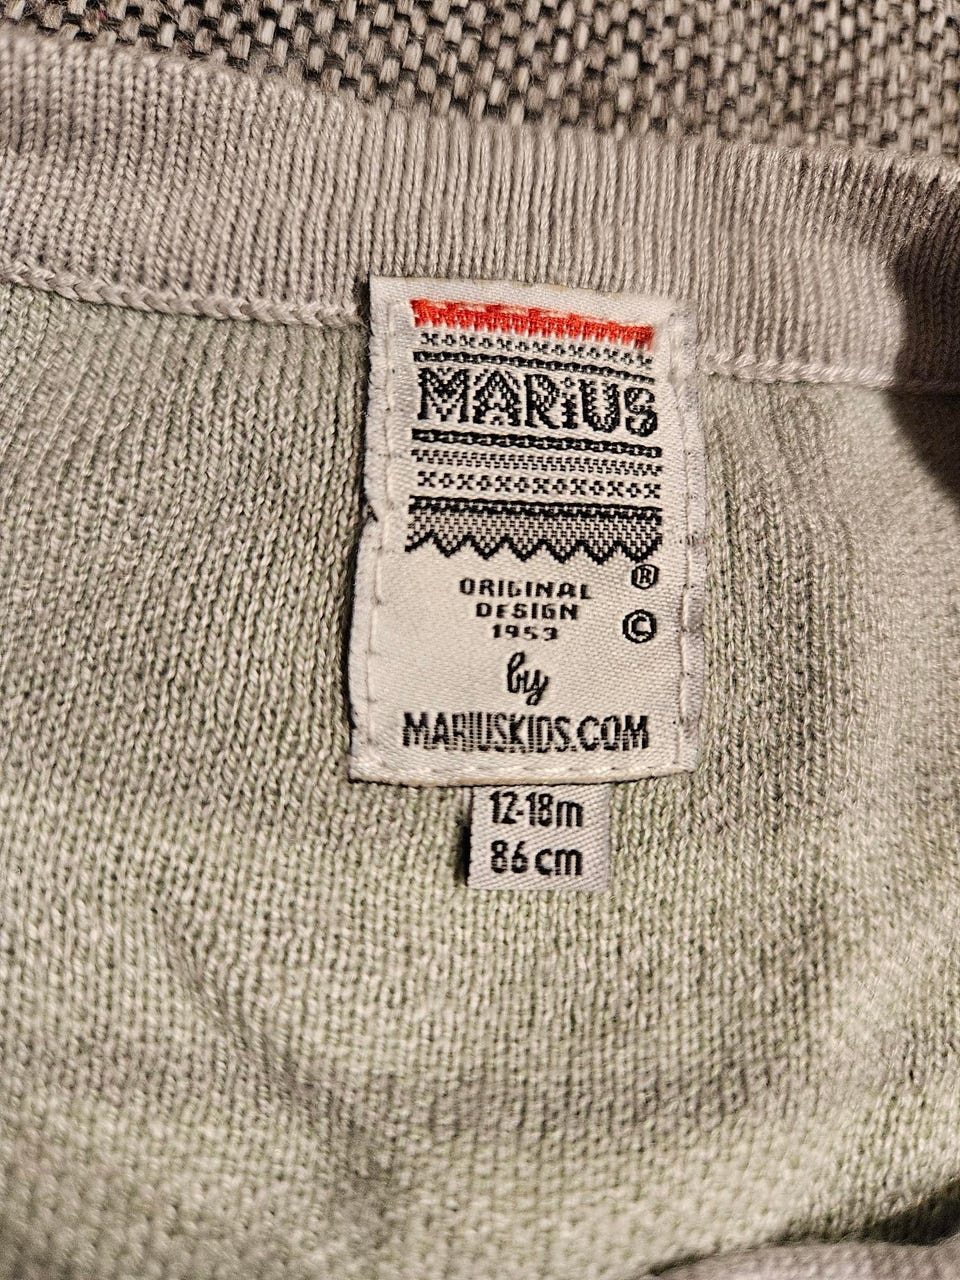 MARiUS
®
ORIGINAL
DESIGN
1953
©
by
MARIUSKIDS.COM
12-18m
86 cm